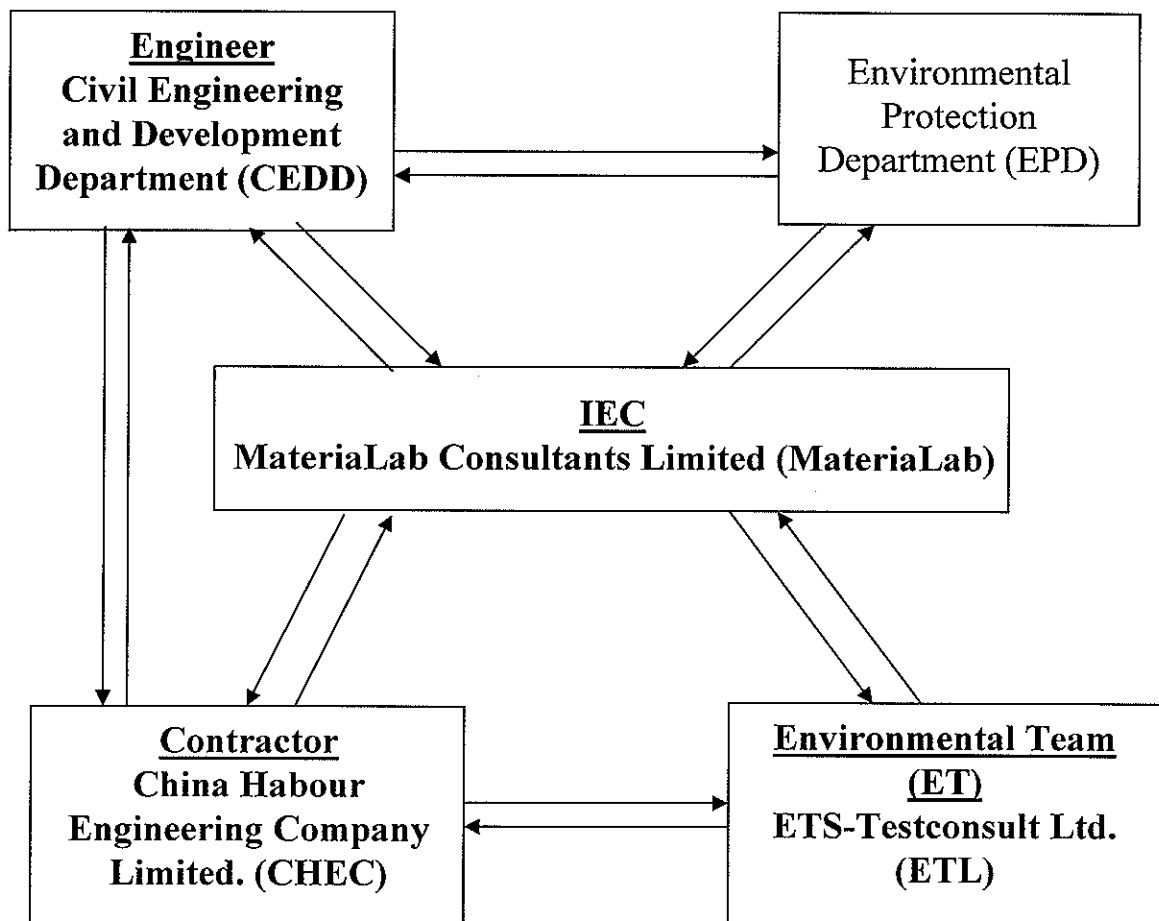 Engineer
Civil Engineering
and Development
Department (CEDD)
Environmental
Protection
Department (EPD)
IEC
MateriaLab Consultants Limited (MateriaLab)
Contractor
China Habour
Engineering Company
Limited. (CHEC)
Environmental Team
(ET)
ETS-Testconsult Ltd.
(ETL)